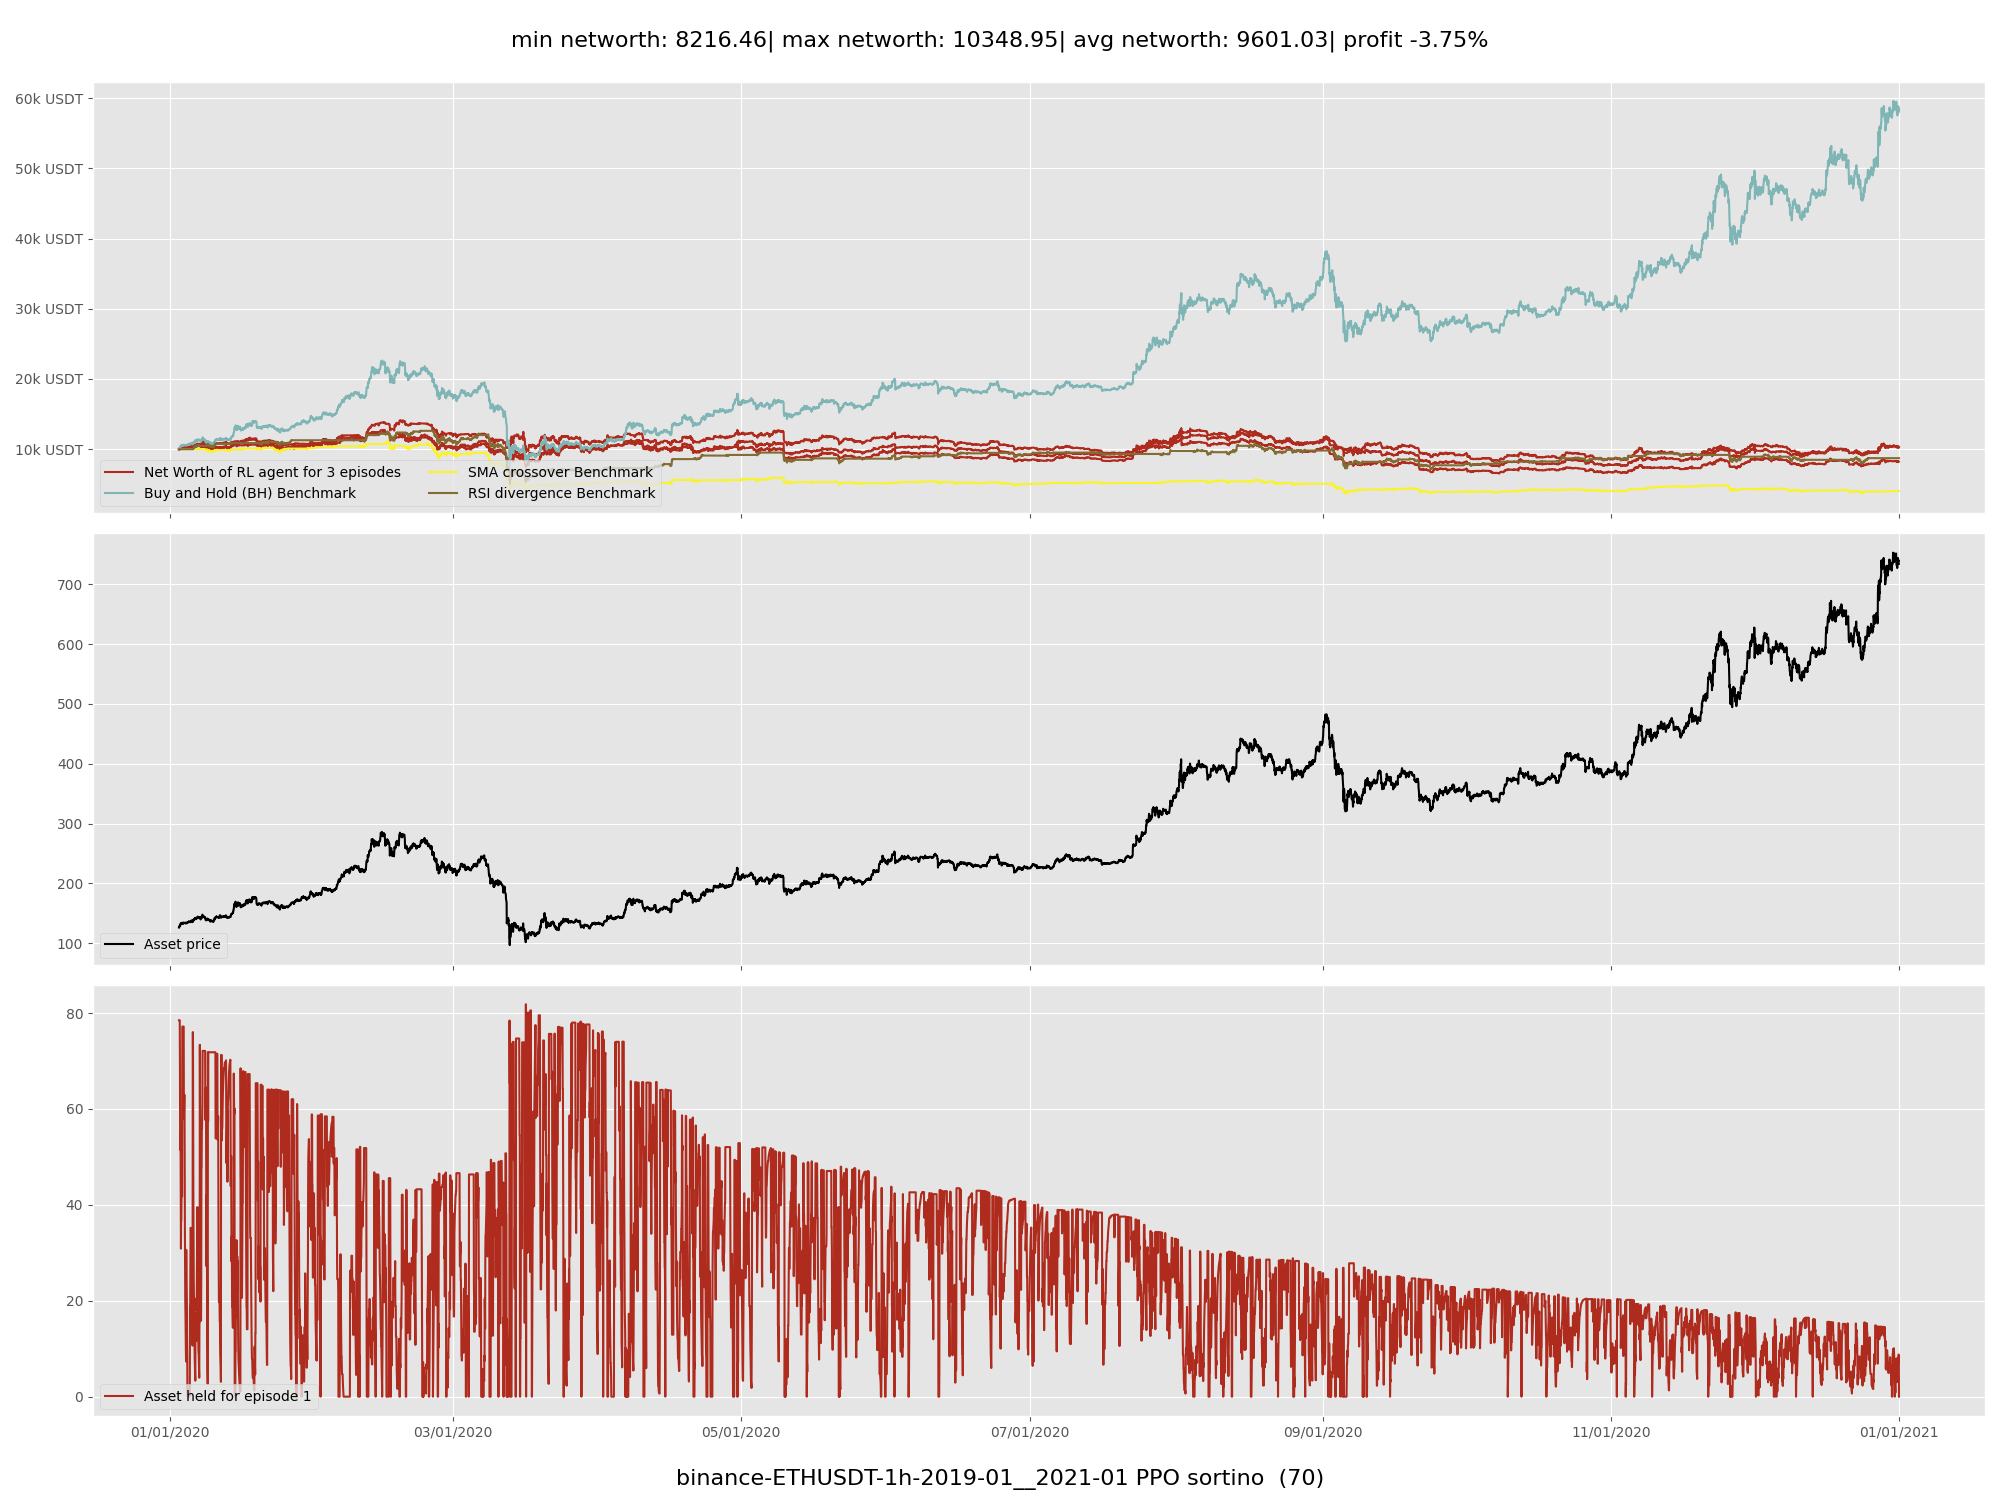 min networth: 8216.46| max networth: 10348.95| avg networth: 9601.03| profit -3.75%
60k USDT
50k USDT
40k USDT
30k USDT
20k USDT
10k USDT
Net Worth of RL agent for 3 episodes
Buy and Hold (BH) Benchmark
SMA crossover Benchmark
RSI divergence Benchmark
700
600
500
400
300
200
100
Asset price
80
60
40
20
0
Asset held for episode 1
01/01/2020 03/01/2020 05/01/2020 07/01/2020 09/01/2020 11/01/2020 01/01/2021
binance-ETHUSDT-1h-2019-01__2021-01 PPO sortino (70)